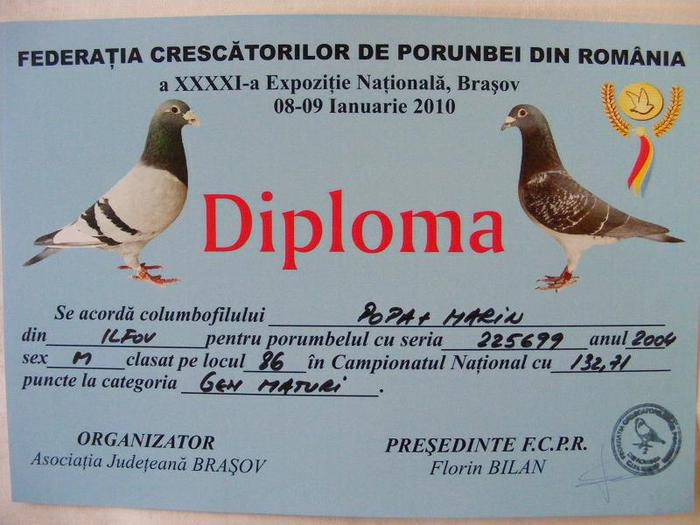 FEDERAȚIA CRESCĂTORILOR DE PORUNBEI DIN ROMÂNIA
a XXXXI-a Expoziție Națională, Brașov
08-09 Ianuarie 2010
Diploma
Se acordă columbofilului POPA + MARIN
din ILFOV pentru porumbelul cu seria 225699 anul 2004
sex M clasat pe locul 86 în Campionatul Național cu 132,71
puncte la categoria GEN MATURI.
ORGANIZATOR
Asociația Județeană BRAȘOV
PREŞEDINTE F.C.P.R.
Florin BILAN